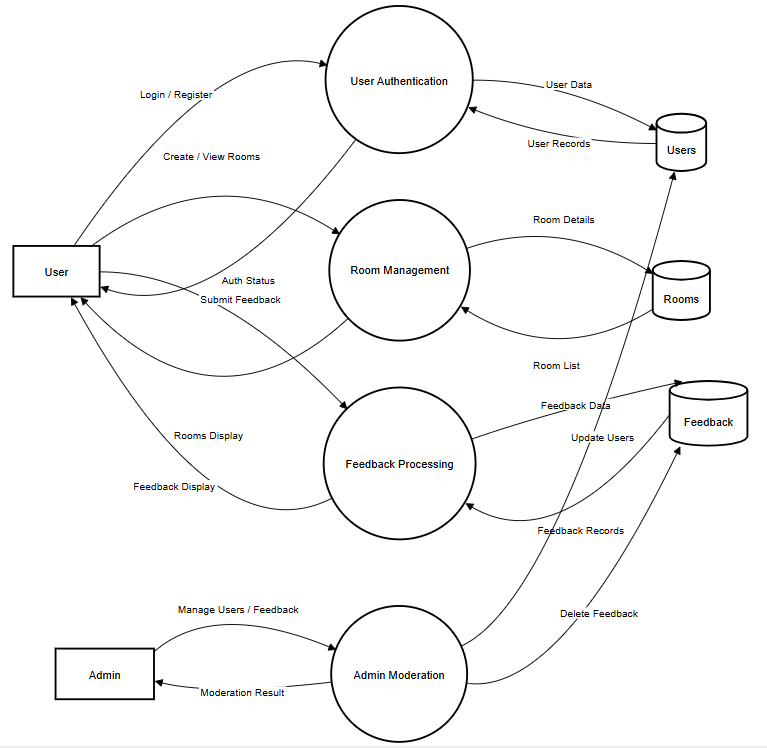 User Authentication
Login / Register
User Data
User Records
Users
Create / View Rooms
Room Details
User
Room Management
Auth Status
Submit Feedback
Rooms
Room List
Feedback Data
Feedback
Rooms Display
Update Users
Feedback Processing
Feedback Display
Feedback Records
Manage Users / Feedback
Delete Feedback
Admin
Admin Moderation
Moderation Result